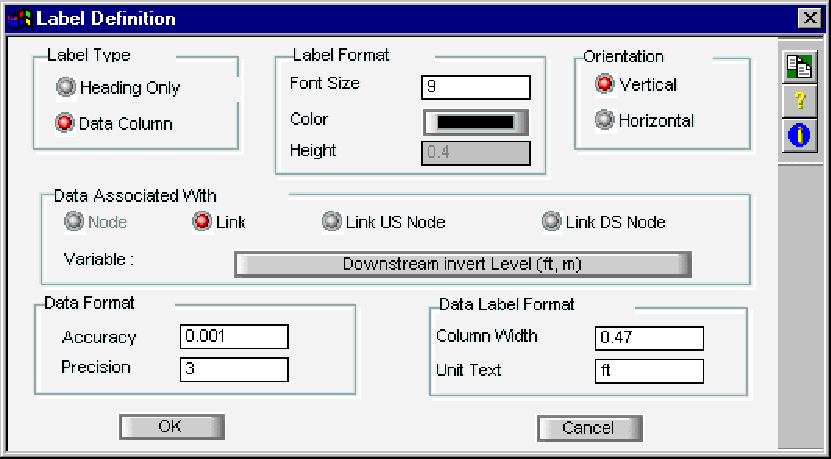 Label Definition
Label Type
Heading Only
Data Column
Label Format
Font Size 9
Color
Height 0.4
Orientation
Vertical
Horizontal
Data Associated With
Node Link Link US Node Link DS Node
Variable : Downstream invert Level (ft, m)
Data Format
Accuracy 0.001
Precision 3
Data Label Format
Column Width 0.47
Unit Text ft
OK Cancel